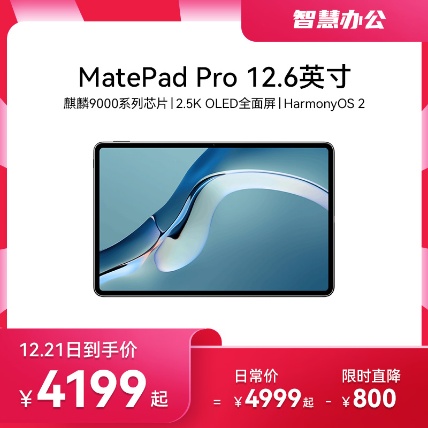 智慧办公
MatePad Pro 12.6英寸
麒麟9000系列芯片|2.5K OLED全面屏|HarmonyOS 2
12.21日到手价
¥4199起
=
日常价
¥4999起
-
限时直降
¥800